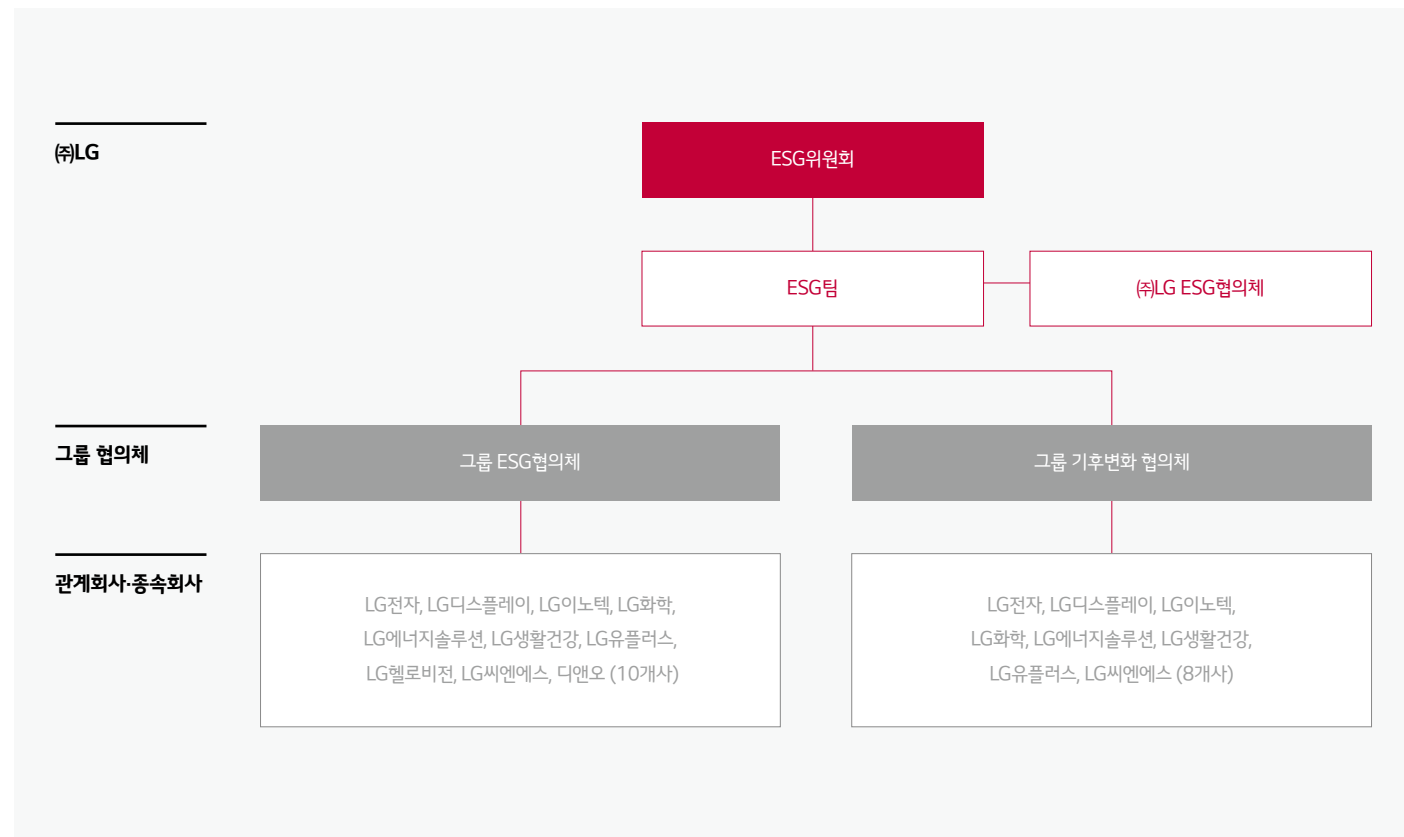 ㈜LG
ESG위원회
ESG팀
㈜LG ESG협의체
그룹 협의체
그룹 ESG협의체
그룹 기후변화 협의체
관계회사·종속회사
LG전자, LG디스플레이, LG이노텍, LG화학,
LG에너지솔루션, LG생활건강, LG유플러스,
LG헬로비전, LG씨엔에스, 디앤오 (10개사)
LG전자, LG디스플레이, LG이노텍,
LG화학, LG에너지솔루션, LG생활건강,
LG유플러스, LG씨엔에스 (8개사)